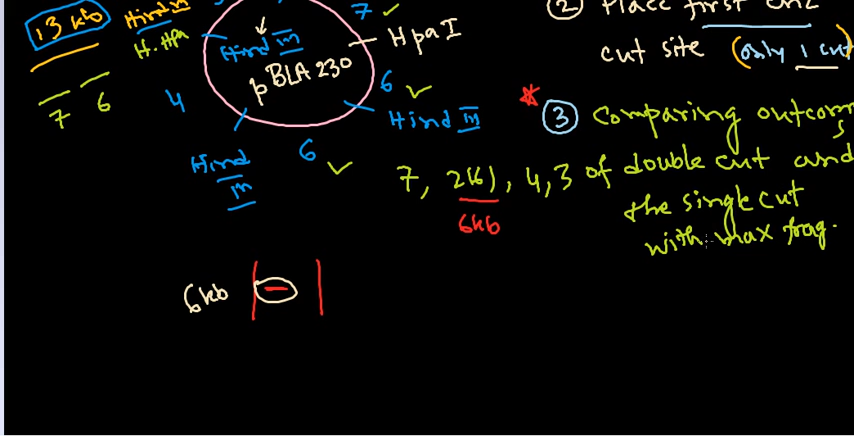 13 kb
Hind III
7
② Place first enz
H. Hpa
Hind III
Hpa I
cut site (only 1 cut)
pBLA 230
7 6
4
6
Hind III
③ Comparing outcomes
Hind III
6
7, 2(6), 4, 3 of double cut and
6kb
the single cut
with max frag.
6kb